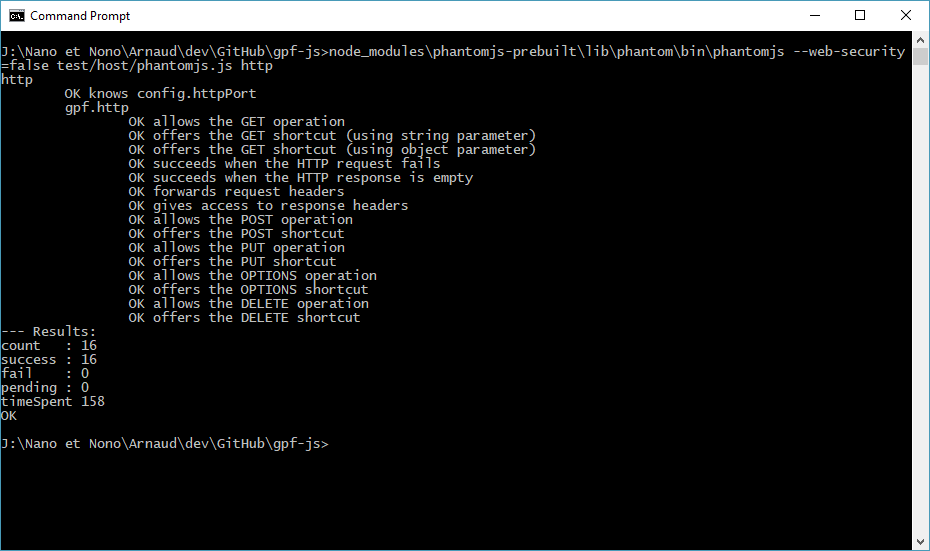 Command Prompt
J:\Nano et Nono\Arnaud\dev\GitHub\gpf-js>node_modules\phantomjs-prebuilt\lib\phantom\bin\phantomjs --web-security
=false test/host/phantomjs.js http
http
OK knows config.httpPort
gpf.http
OK allows the GET operation
OK offers the GET shortcut (using string parameter)
OK offers the GET shortcut (using object parameter)
OK succeeds when the HTTP request fails
OK succeeds when the HTTP response is empty
OK forwards request headers
OK gives access to response headers
OK allows the POST operation
OK offers the POST shortcut
OK allows the PUT operation
OK offers the PUT shortcut
OK allows the OPTIONS operation
OK offers the OPTIONS shortcut
OK allows the DELETE operation
OK offers the DELETE shortcut
--- Results:
count   : 16
success : 16
fail    : 0
pending : 0
timeSpent 158
OK
J:\Nano et Nono\Arnaud\dev\GitHub\gpf-js>